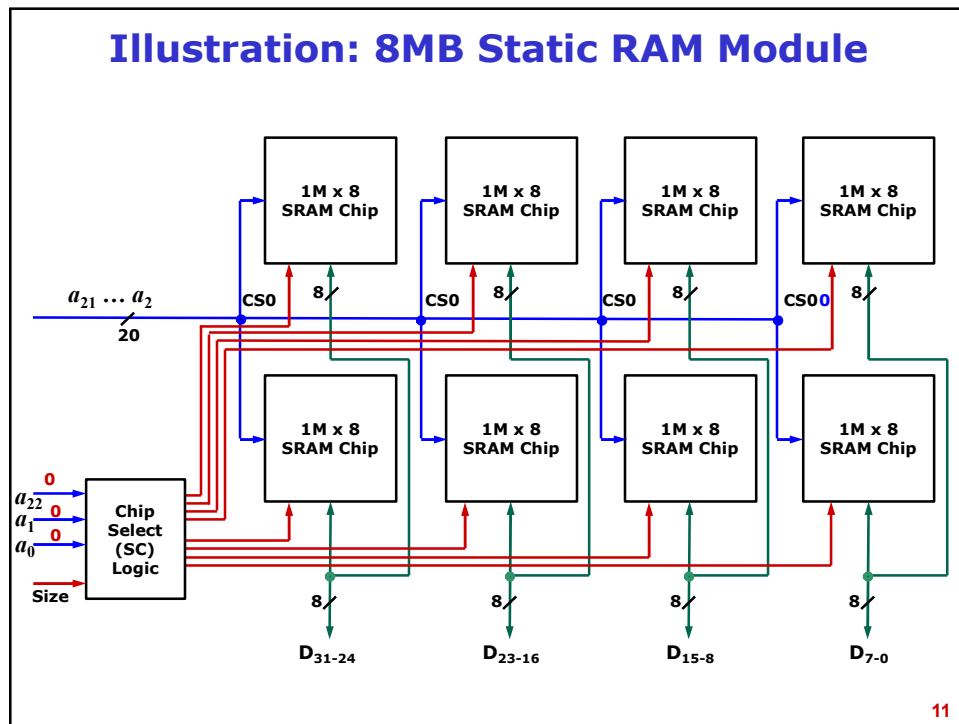 Illustration: 8MB Static RAM Module
1M x 8
SRAM Chip
1M x 8
SRAM Chip
1M x 8
SRAM Chip
1M x 8
SRAM Chip
a21 … a2
20
CS0
8
CS0
8
CS0
8
CS00
8
1M x 8
SRAM Chip
1M x 8
SRAM Chip
1M x 8
SRAM Chip
1M x 8
SRAM Chip
0
a22
0
a1
0
a0
Size
Chip
Select
(SC)
Logic
8
8
8
8
D31-24
D23-16
D15-8
D7-0
11